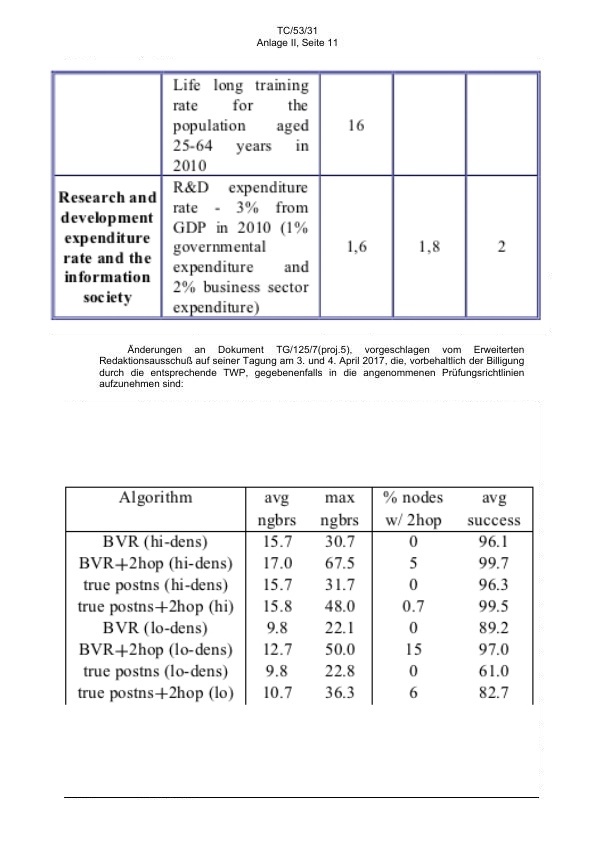 TC/53/31
Anlage II, Seite 11
Life long training
rate for the
population aged
25-64 years in
2010
16
Research and
development
expenditure
rate and the
information
society
R&D expenditure
rate - 3% from
GDP in 2010 (1%
governmental
expenditure and
2% business sector
expenditure)
1,6 1,8 2
Änderungen an Dokument TG/125/7(proj.5), vorgeschlagen vom Erweiterten
Redaktionsausschuß auf seiner Tagung am 3. und 4. April 2017, die, vorbehaltlich der Billigung
durch die entsprechende TWP, gegebenenfalls in die angenommenen Prüfungsrichtlinien
aufzunehmen sind:
Algorithm avg max % nodes avg
ngbrs ngbrs w/ 2hop success
BVR (hi-dens) 15.7 30.7 0 96.1
BVR+2hop (hi-dens) 17.0 67.5 5 99.7
true postns (hi-dens) 15.7 31.7 0 96.3
true postns+2hop (hi) 15.8 48.0 0.7 99.5
BVR (lo-dens) 9.8 22.1 0 89.2
BVR+2hop (lo-dens) 12.7 50.0 15 97.0
true postns (lo-dens) 9.8 22.8 0 61.0
true postns+2hop (lo) 10.7 36.3 6 82.7